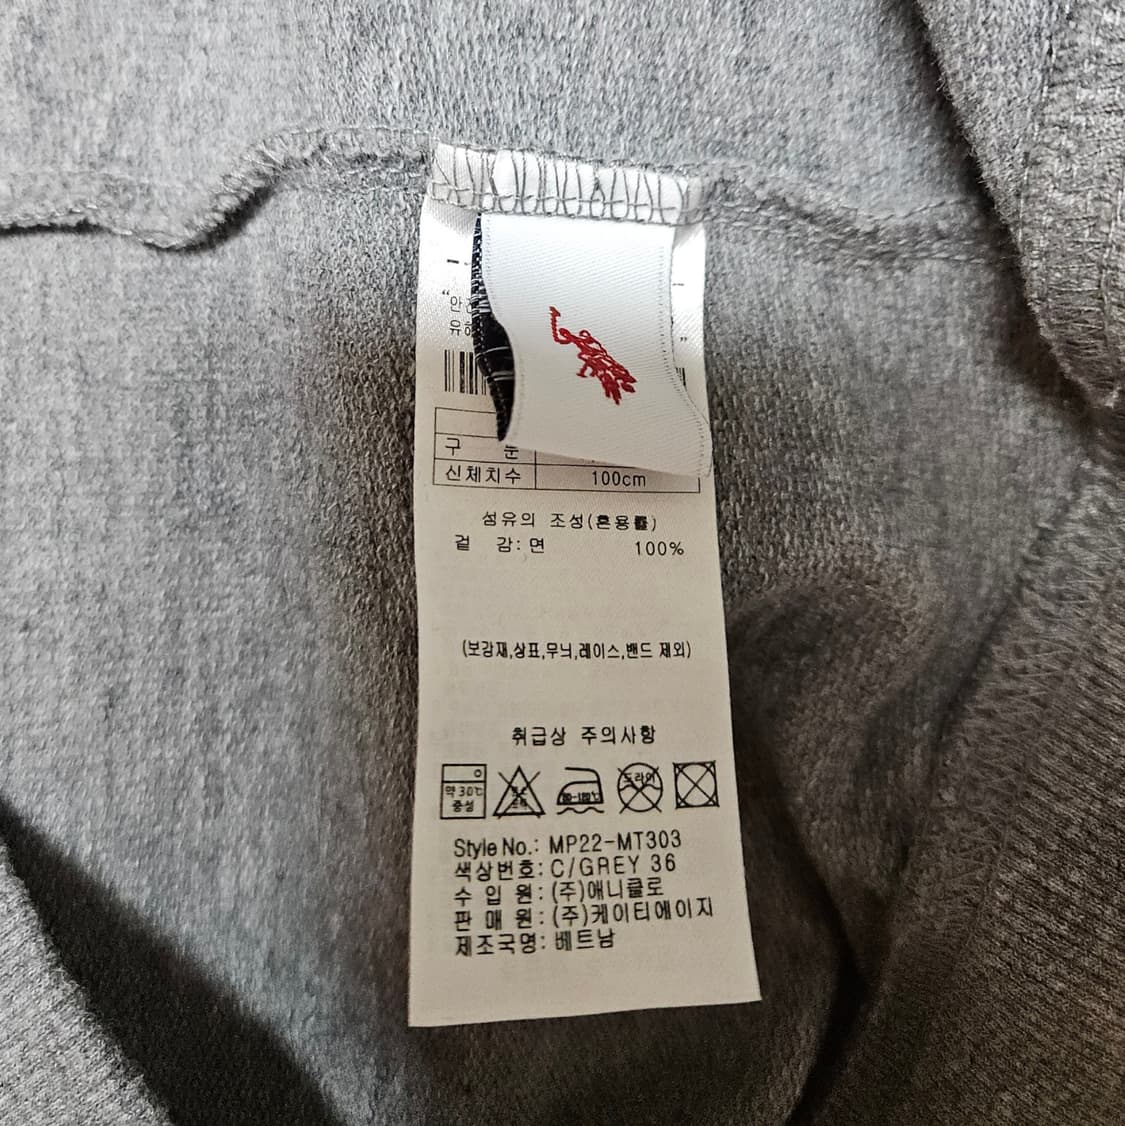 구 분
신체치수 100cm
섬유의 조성(혼용률)
겉 감: 면 100%
(보강재,상표,무늬,레이스,밴드 제외)
취급상 주의사항
약 30℃ 드라이
중성 80~120℃
Style No.: MP22-MT303
색상번호: C/GREY 36
수 입 원: (주)애니클로
판 매 원: (주)케이티에이지
제조국명: 베트남